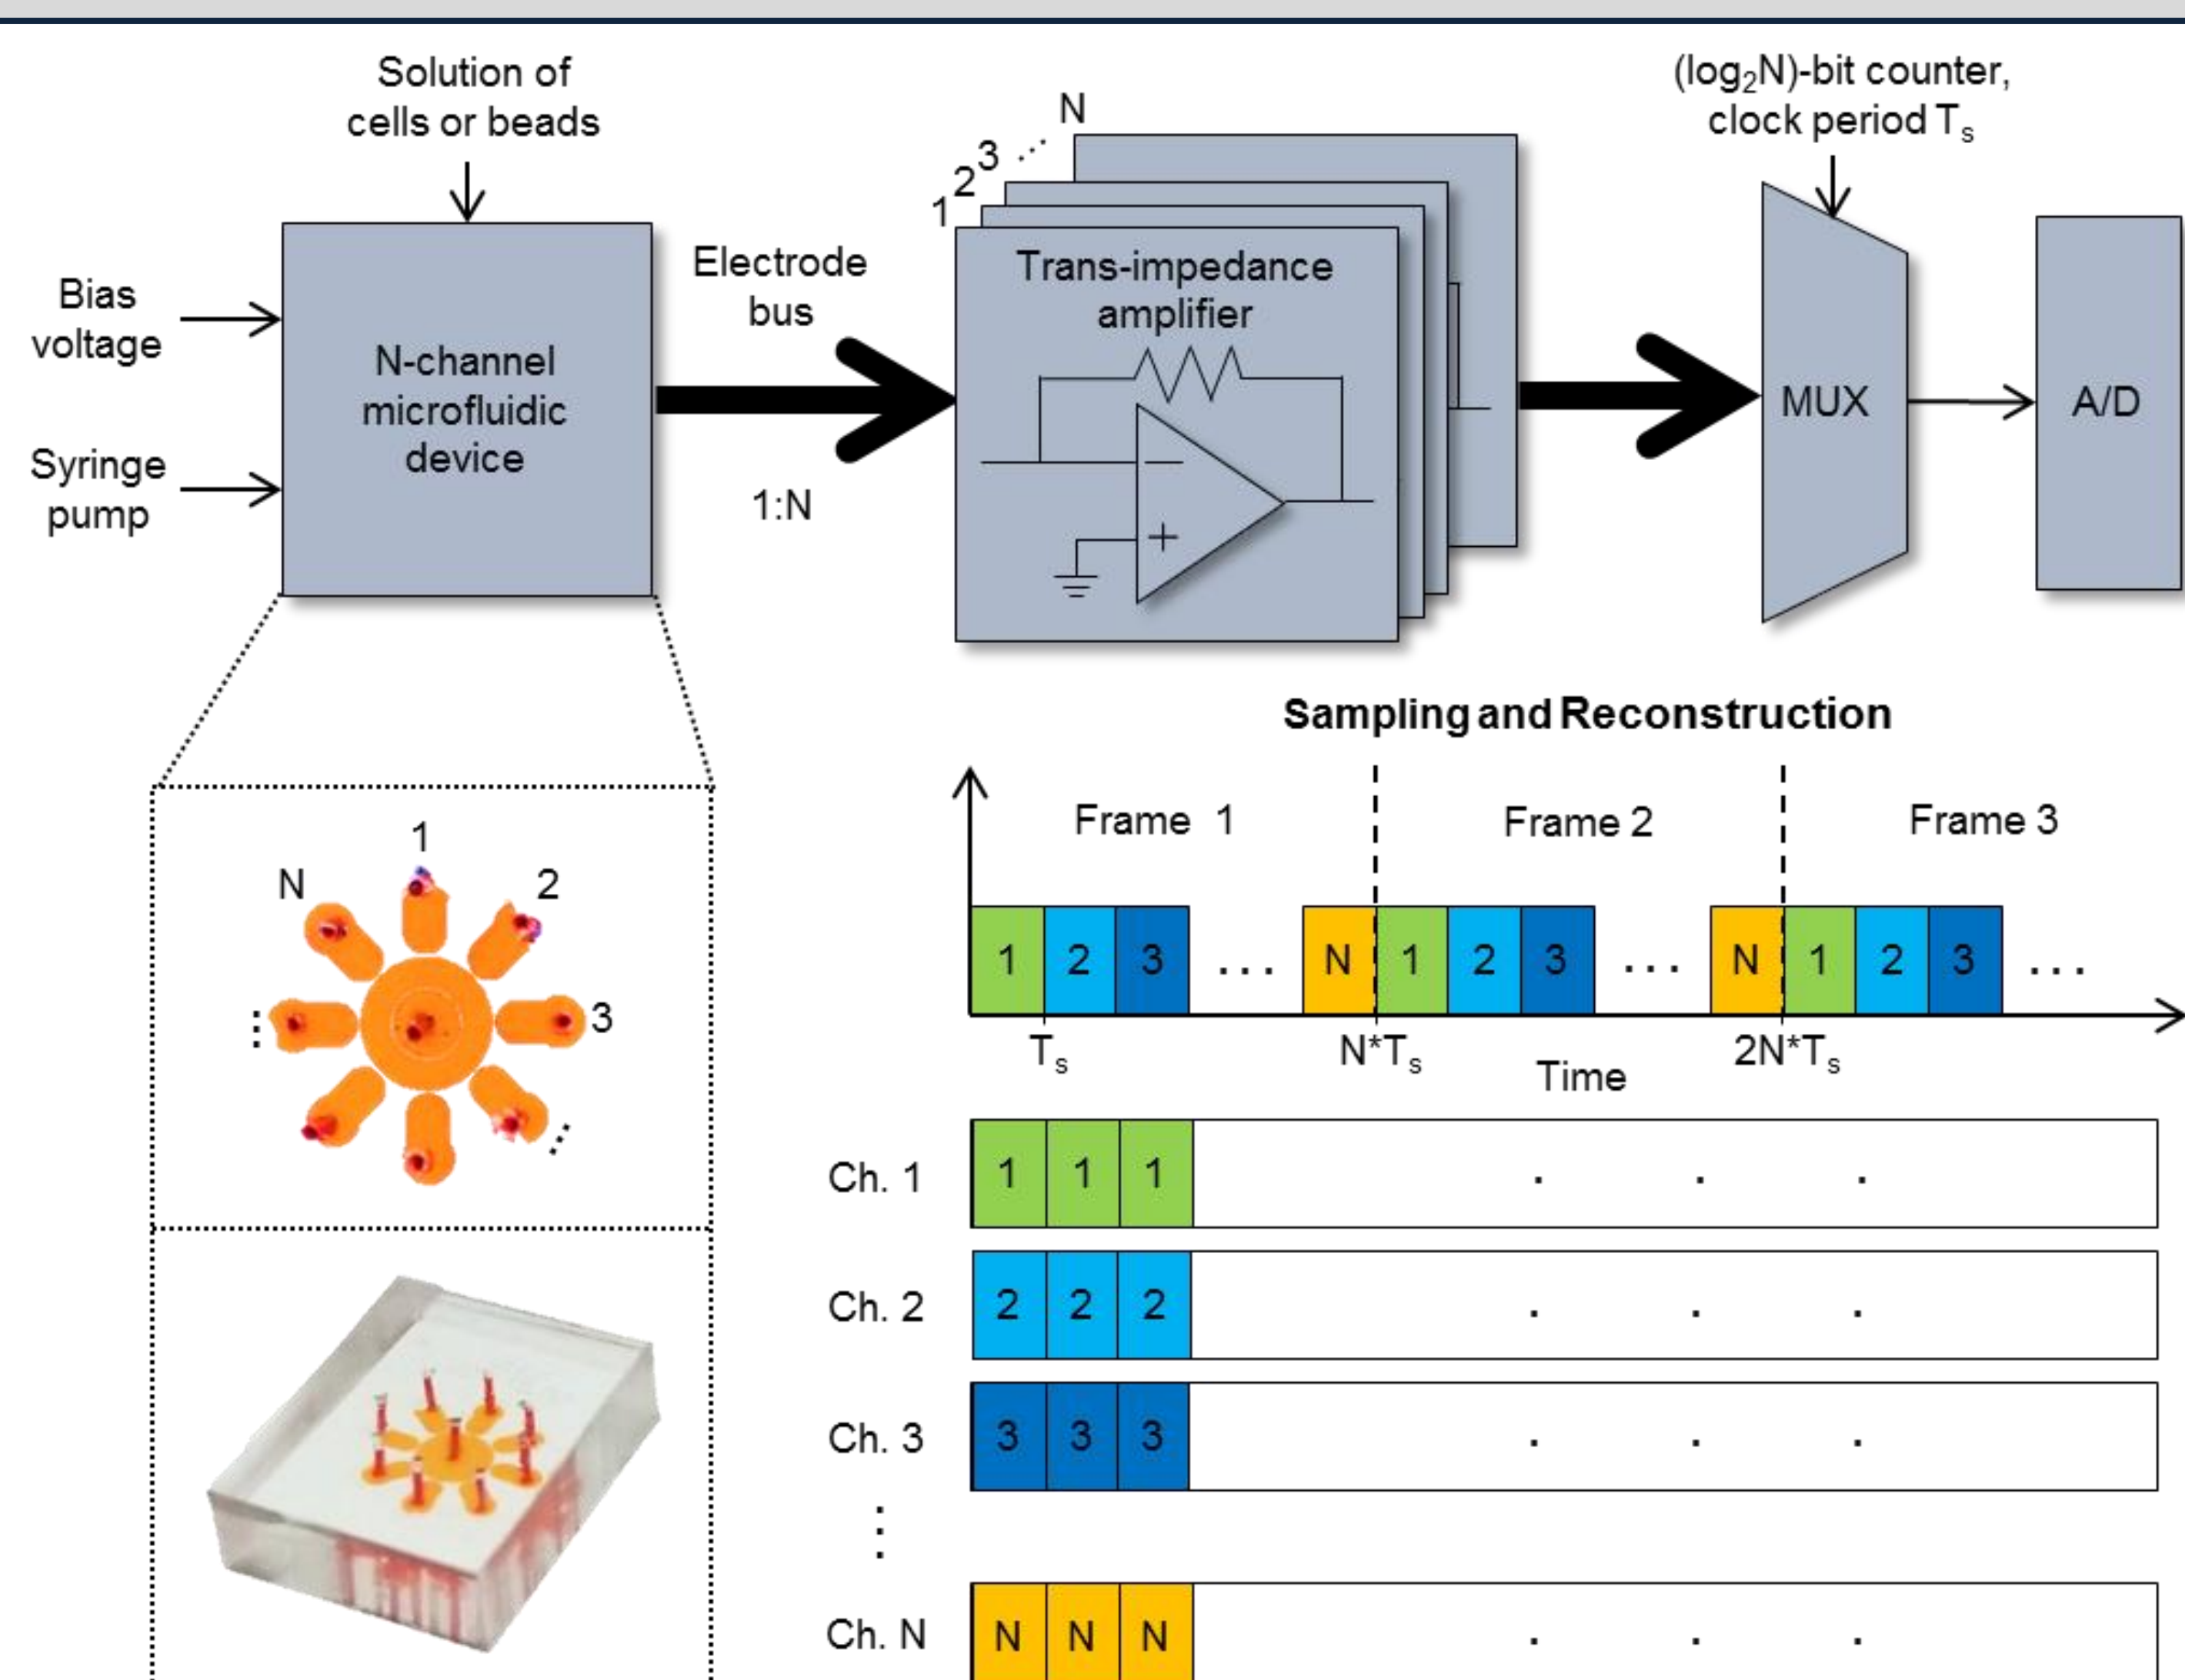 Solution of
cells or beads
(log₂N)-bit counter,
clock period Tₛ
N
3 ...
2
1
Bias
voltage
Syringe
pump
N-channel
microfluidic
device
Electrode
bus
1:N
Trans-impedance
amplifier
−
+
MUX
A/D
Sampling and Reconstruction
Frame 1
Frame 2
Frame 3
1 2 3 ... N 1 2 3 ... N 1 2 3 ...
Tₛ
N*Tₛ
2N*Tₛ
Time
1
N
2
3
...
...
Ch. 1
1 1 1 . . .
Ch. 2
2 2 2 . . .
Ch. 3
3 3 3 . . .
...
Ch. N
N N N . . .